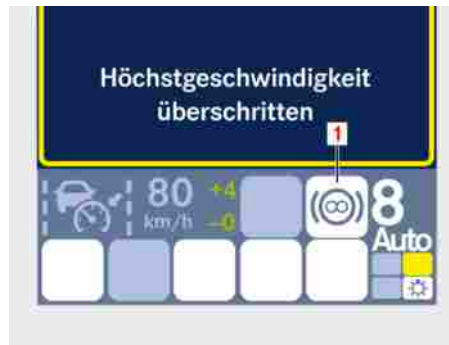 Höchstgeschwindigkeit
überschritten
1
80 +4
km/h -0
8
Auto